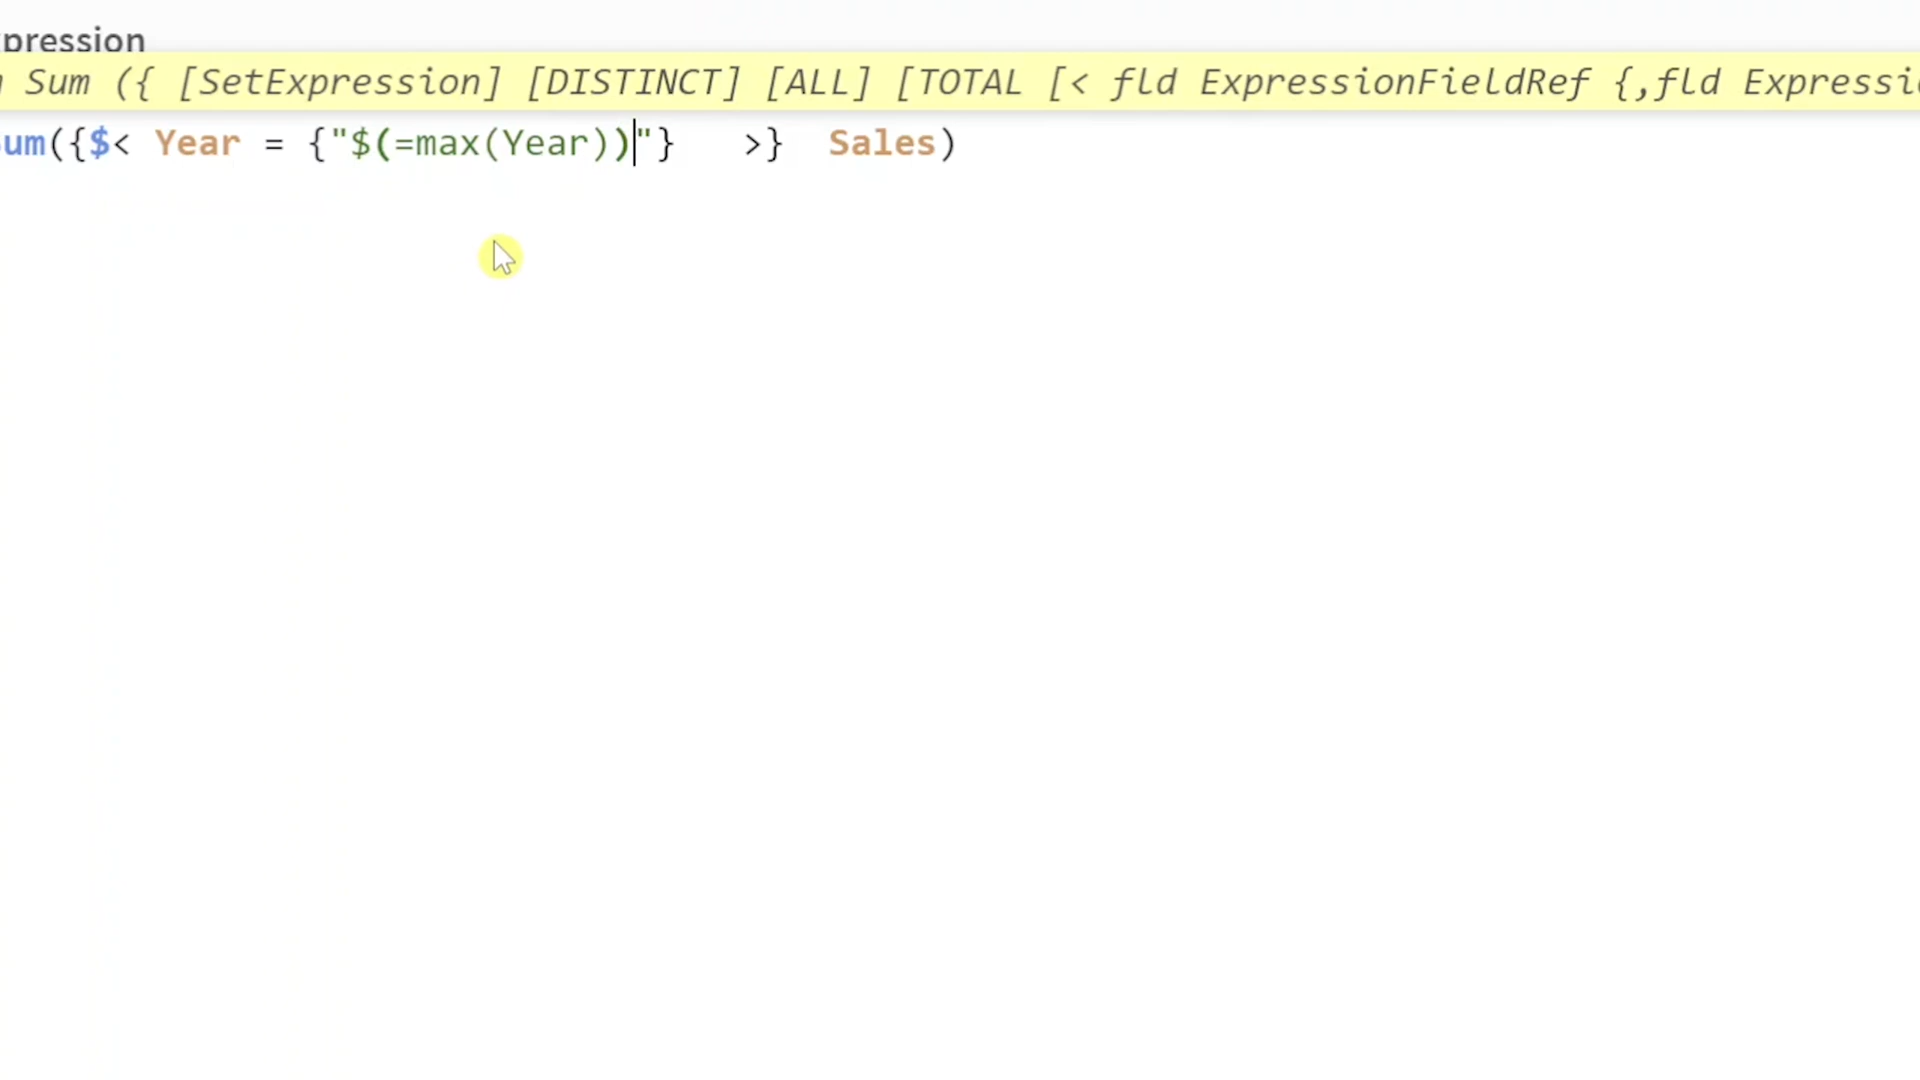 pression
Sum ({ [SetExpression] [DISTINCT] [ALL] [TOTAL [< fld ExpressionFieldRef {,fld Expressi
um({$< Year = {"$(=max(Year))"} >} Sales)